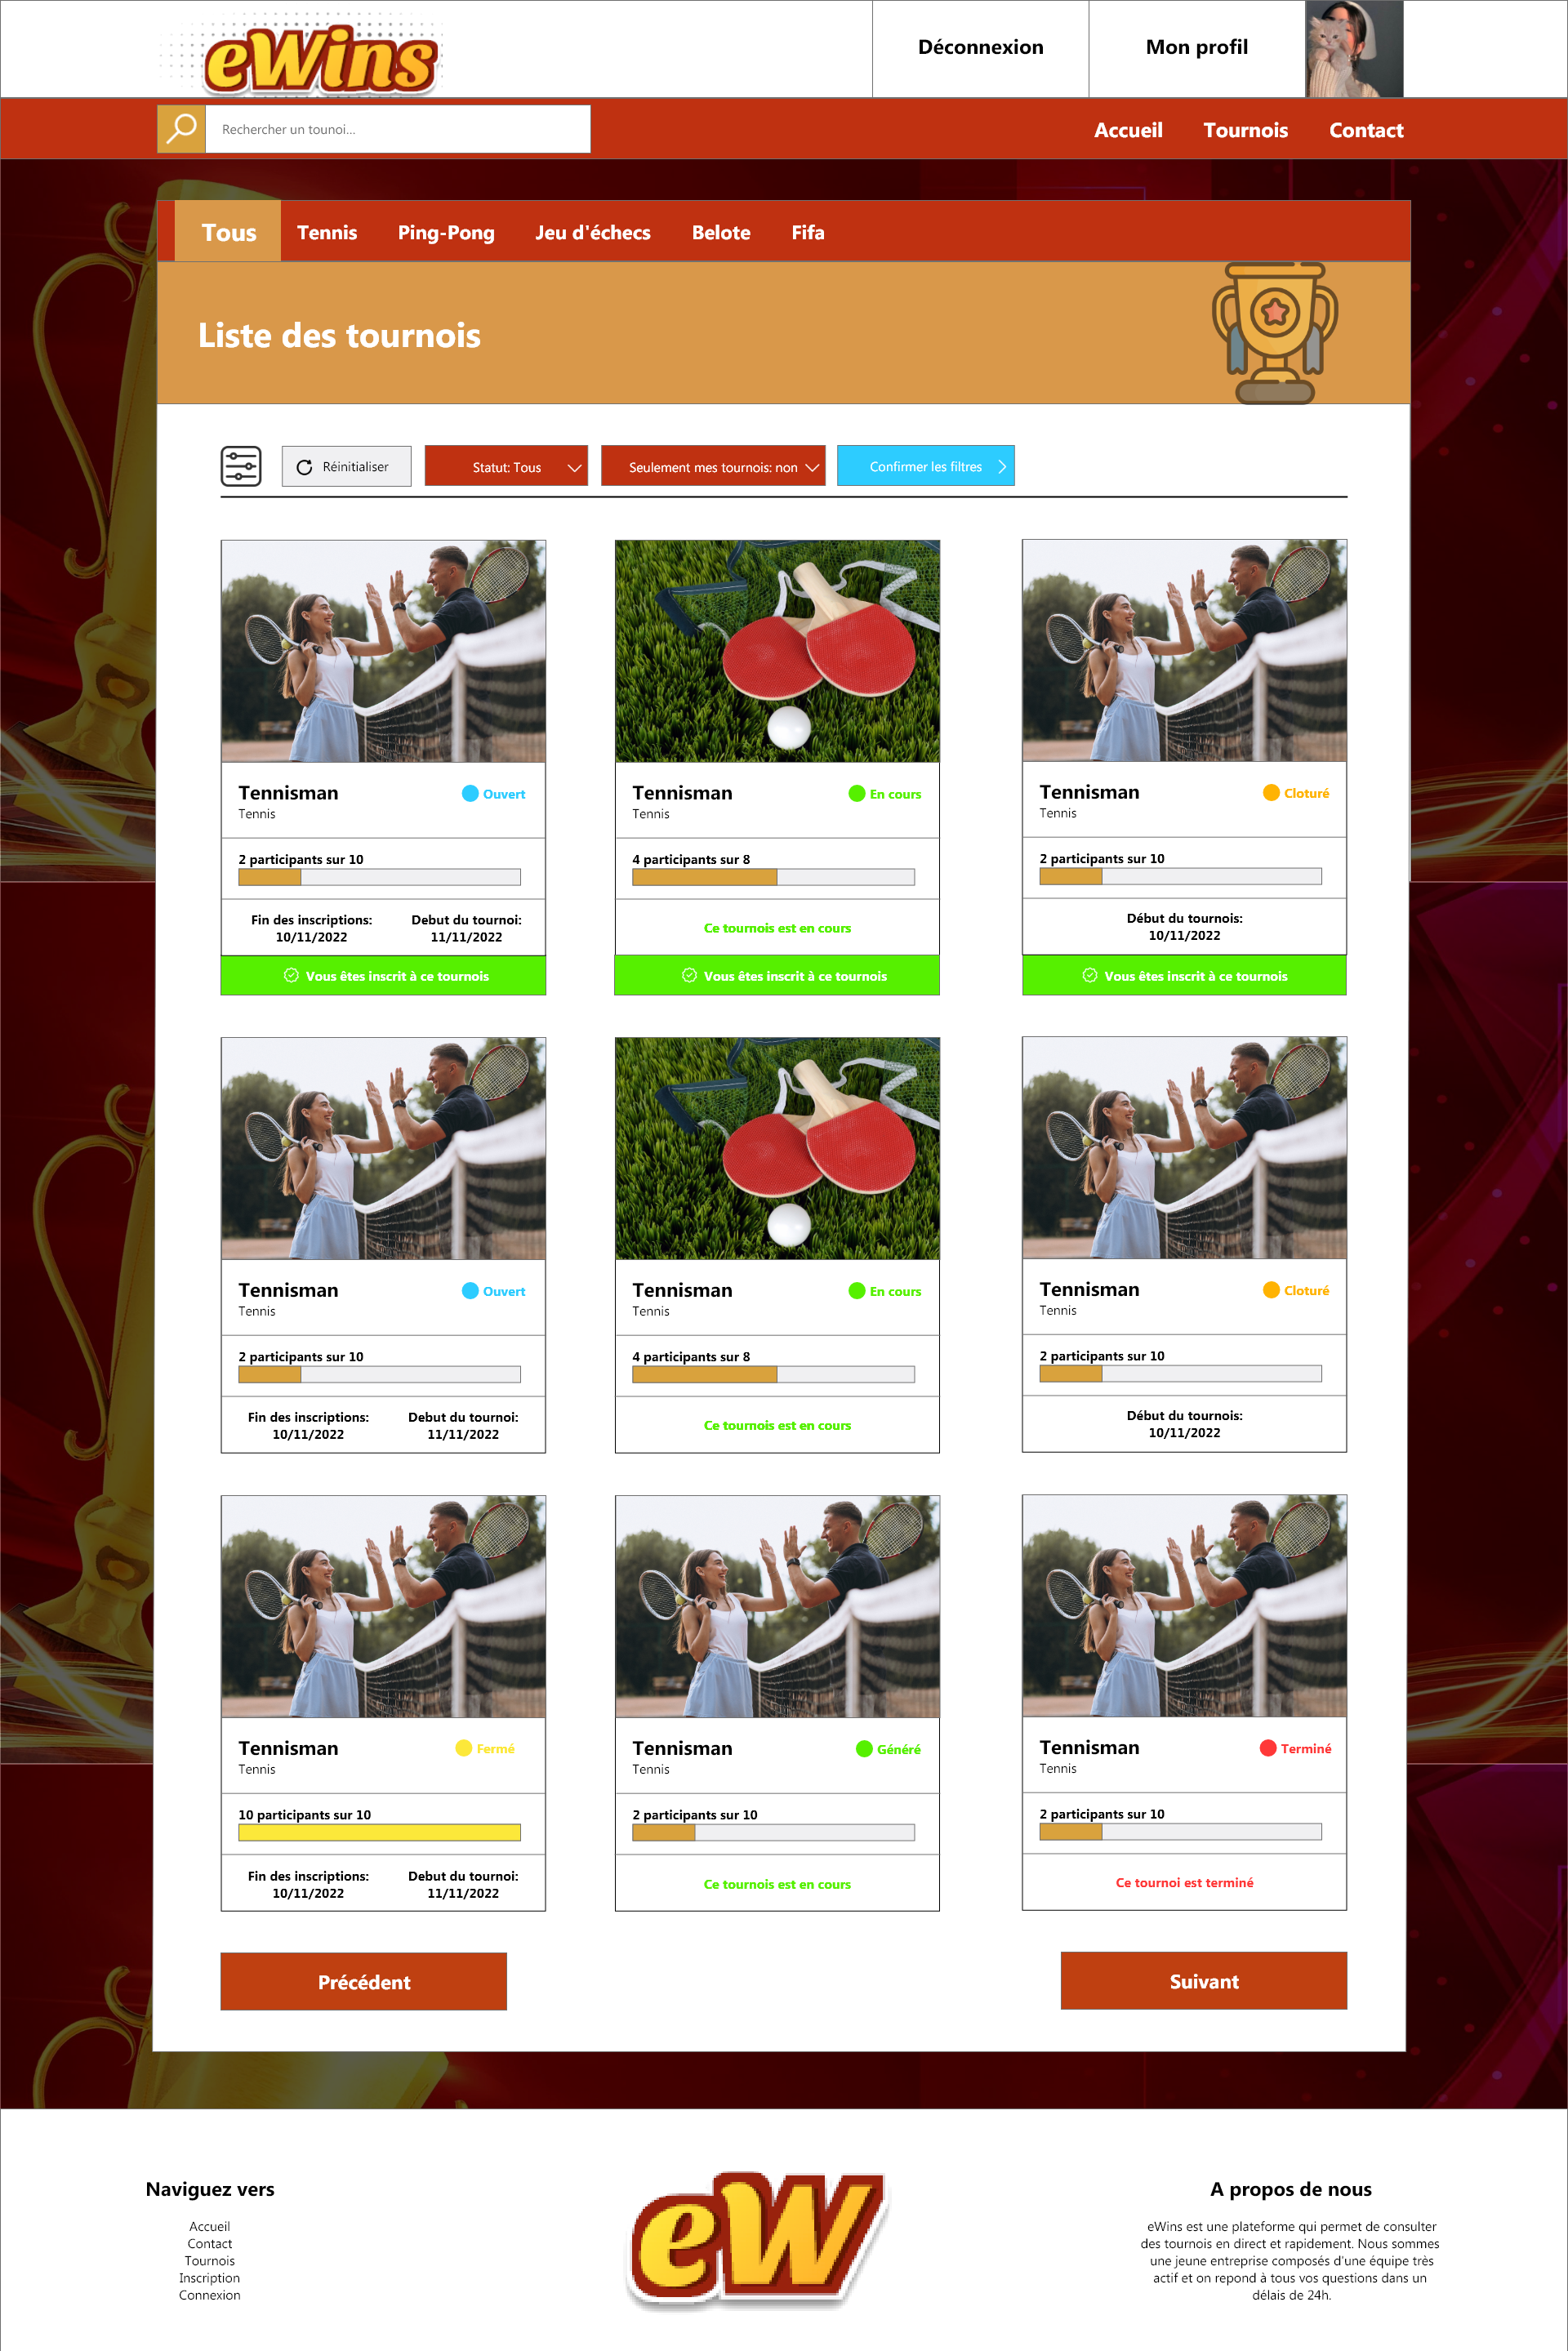 eWins
Déconnexion
Mon profil
Rechercher un tounoi...
Accueil
Tournois
Contact
Tous
Tennis
Ping-Pong
Jeu d'échecs
Belote
Fifa
Liste des tournois
Réinitialiser
Statut: Tous
Seulement mes tournois: non
Confirmer les filtres
Tennisman
Ouvert
Tennis
2 participants sur 10
Fin des inscriptions:
10/11/2022
Debut du tournoi:
11/11/2022
Vous êtes inscrit à ce tournois
Tennisman
En cours
Tennis
4 participants sur 8
Ce tournois est en cours
Vous êtes inscrit à ce tournois
Tennisman
Cloturé
Tennis
2 participants sur 10
Début du tournois:
10/11/2022
Vous êtes inscrit à ce tournois
Tennisman
Ouvert
Tennis
2 participants sur 10
Fin des inscriptions:
10/11/2022
Debut du tournoi:
11/11/2022
Tennisman
En cours
Tennis
4 participants sur 8
Ce tournois est en cours
Tennisman
Cloturé
Tennis
2 participants sur 10
Début du tournois:
10/11/2022
Tennisman
Fermé
Tennis
10 participants sur 10
Fin des inscriptions:
10/11/2022
Debut du tournoi:
11/11/2022
Tennisman
Généré
Tennis
2 participants sur 10
Ce tournois est en cours
Tennisman
Terminé
Tennis
2 participants sur 10
Ce tournoi est terminé
Précédent
Suivant
Naviguez vers
Accueil
Contact
Tournois
Inscription
Connexion
eW
A propos de nous
eWins est une plateforme qui permet de consulter
des tournois en direct et rapidement. Nous sommes
une jeune entreprise composés d'une équipe très
actif et on repond à tous vos questions dans un
délais de 24h.